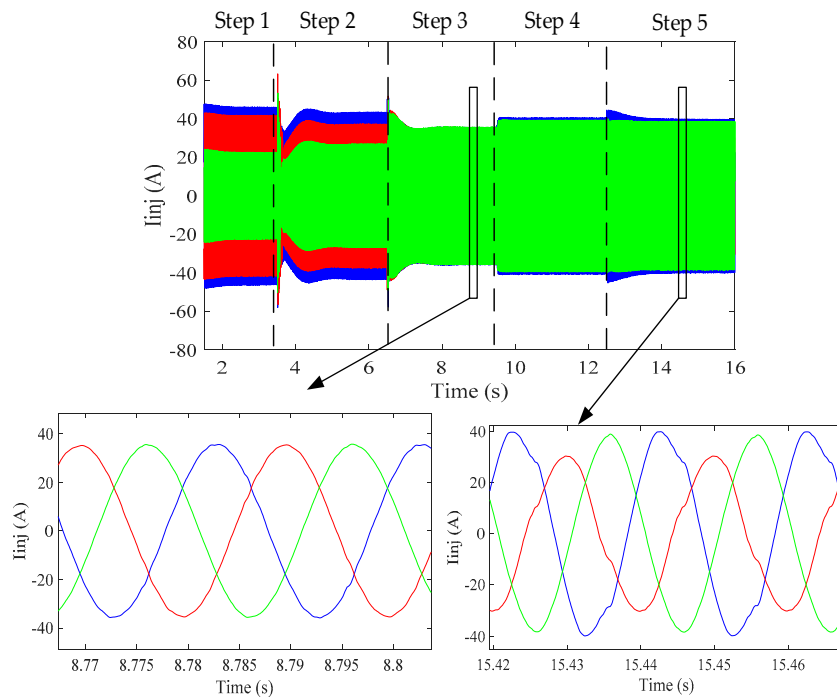 Step 1 Step 2 Step 3 Step 4 Step 5
80
60
40
20
0
-20
-40
-60
-80
Iinj (A)
2 4 6 8 10 12 14 16
Time (s)
40
20
0
-20
-40
Iinj (A)
8.77 8.775 8.78 8.785 8.79 8.795 8.8
Time (s)
40
20
0
-20
-40
Iinj (A)
15.42 15.43 15.44 15.45 15.46
Time (s)